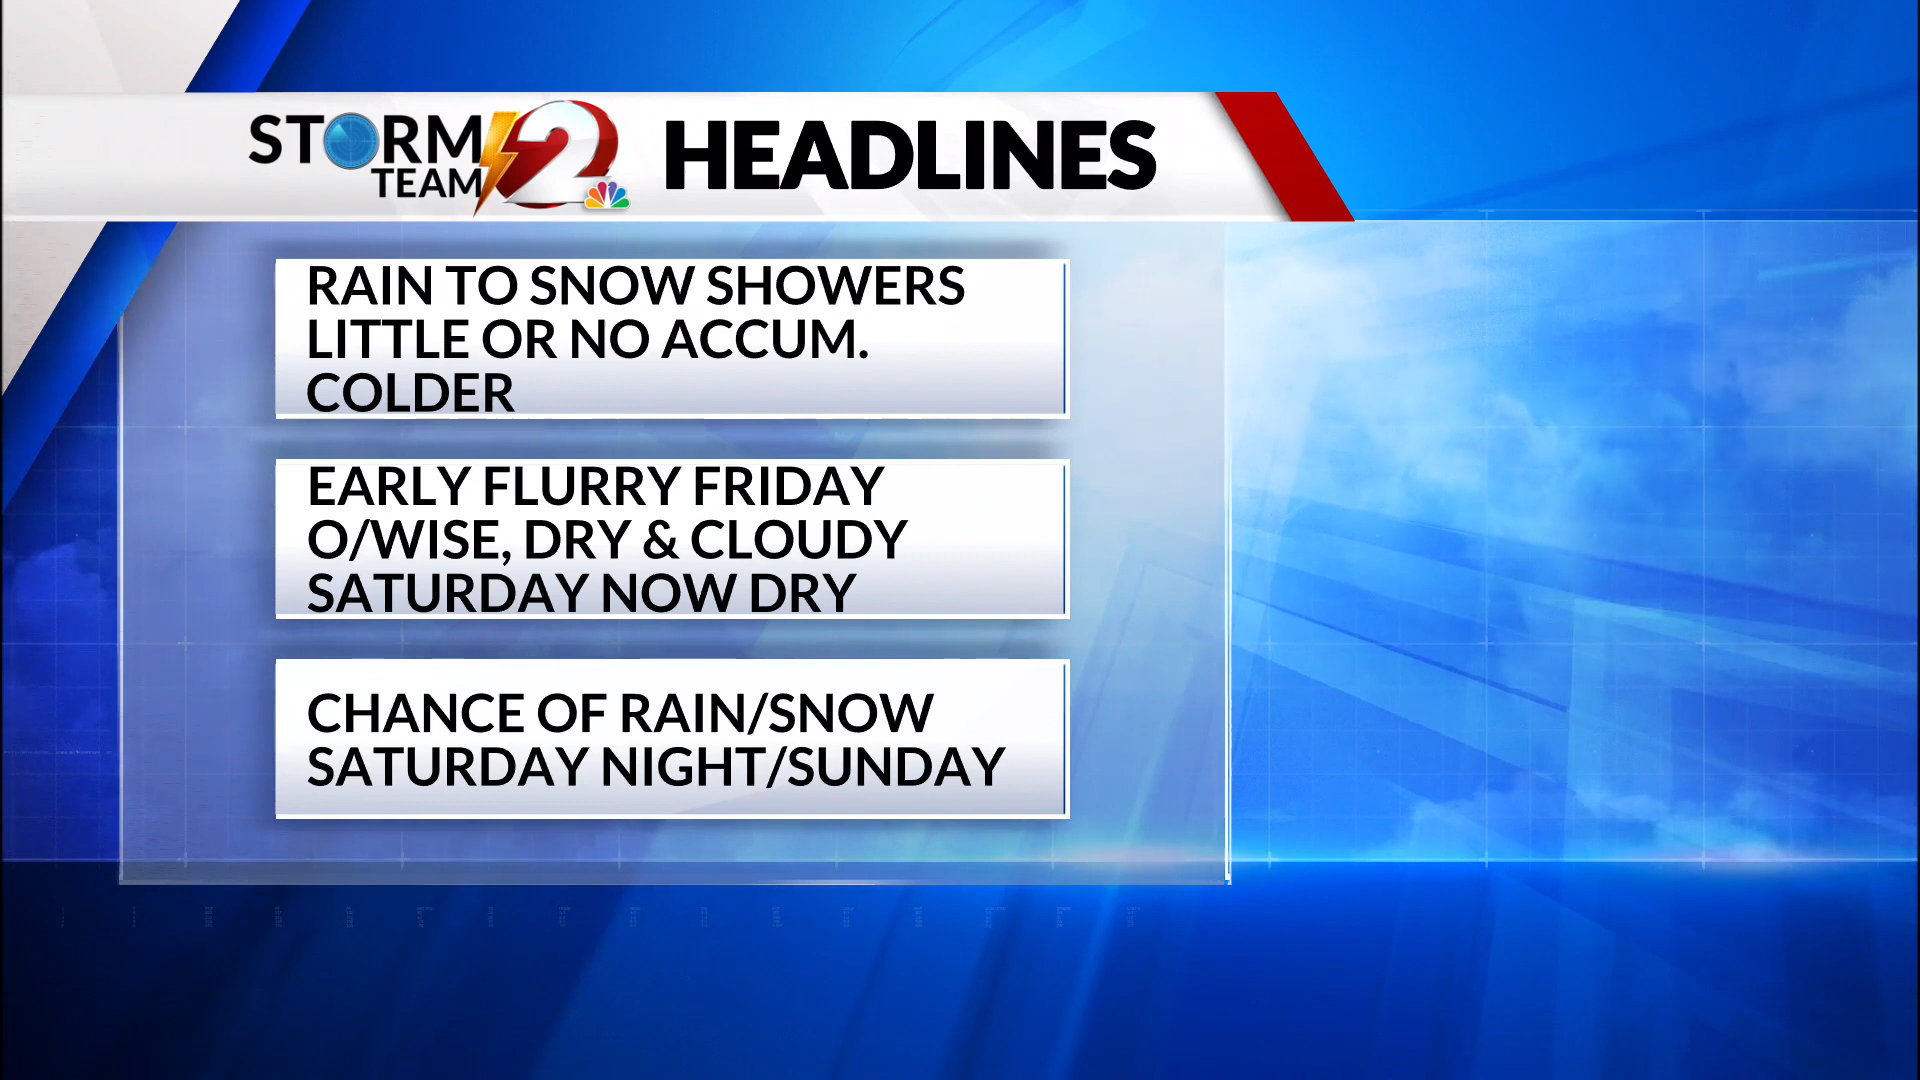 STORM
TEAM
2
HEADLINES
RAIN TO SNOW SHOWERS
LITTLE OR NO ACCUM.
COLDER
EARLY FLURRY FRIDAY
O/WISE, DRY & CLOUDY
SATURDAY NOW DRY
CHANCE OF RAIN/SNOW
SATURDAY NIGHT/SUNDAY